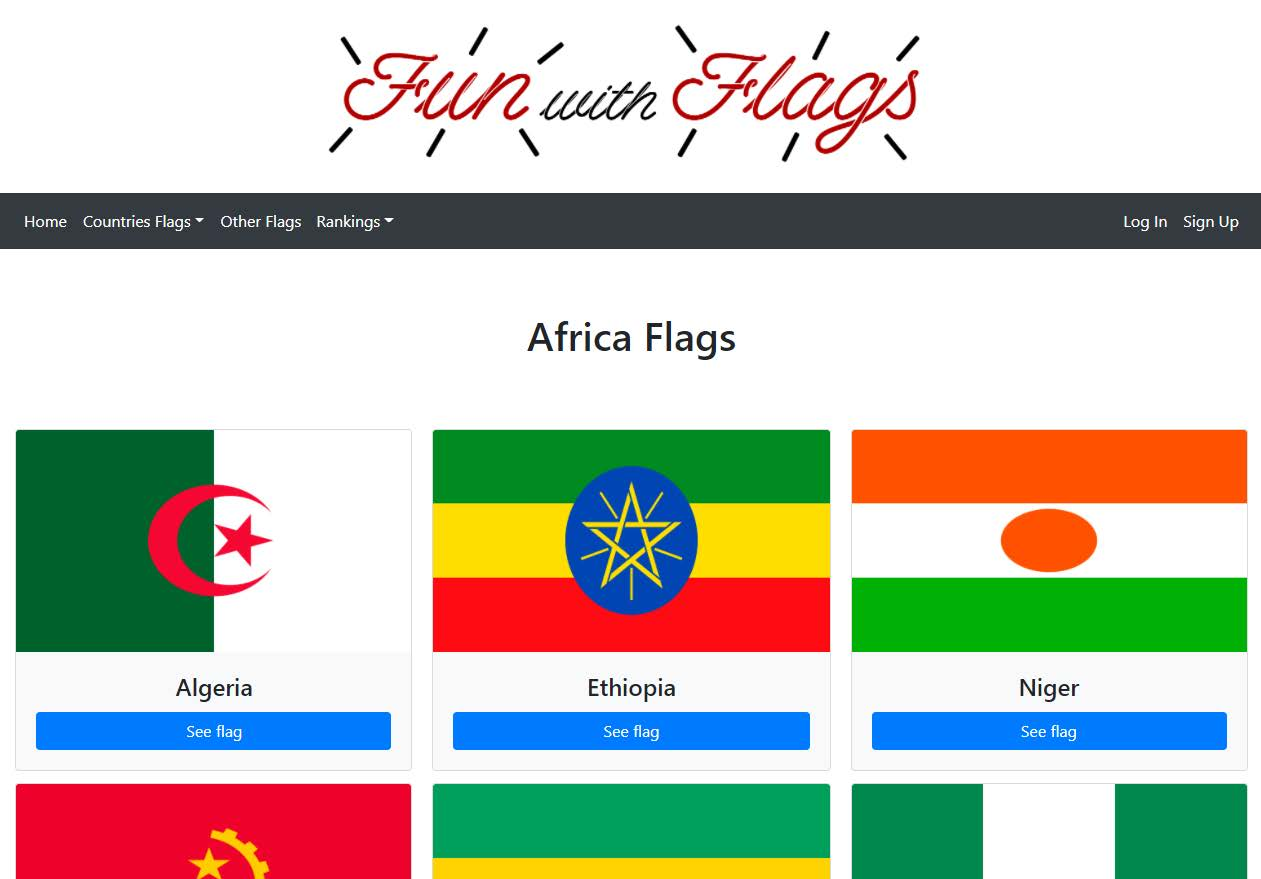 Fun with Flags
Home Countries Flags Other Flags Rankings Log In Sign Up
Africa Flags
Algeria Ethiopia Niger
See flag See flag See flag